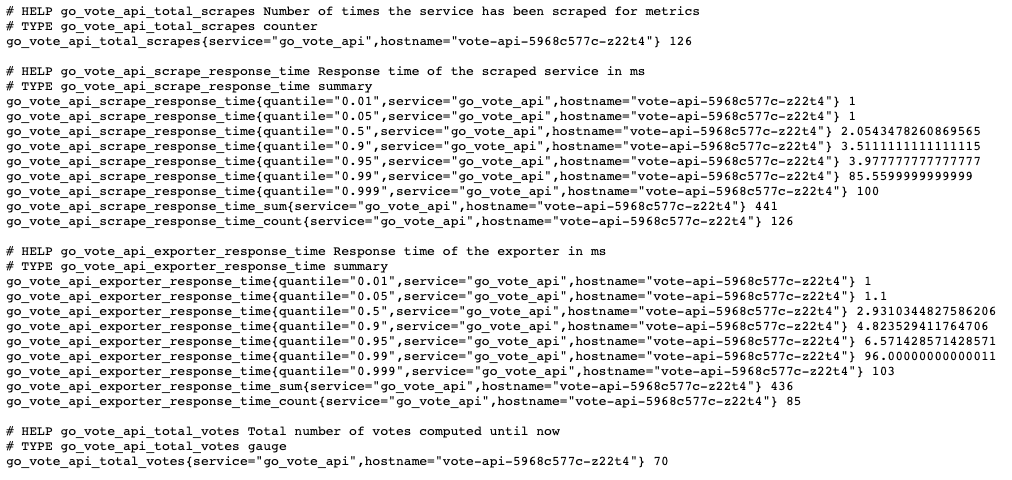 # HELP go_vote_api_total_scrapes Number of times the service has been scraped for metrics
# TYPE go_vote_api_total_scrapes counter
go_vote_api_total_scrapes{service="go_vote_api",hostname="vote-api-5968c577c-z22t4"} 126
# HELP go_vote_api_scrape_response_time Response time of the scraped service in ms
# TYPE go_vote_api_scrape_response_time summary
go_vote_api_scrape_response_time{quantile="0.01",service="go_vote_api",hostname="vote-api-5968c577c-z22t4"} 1
go_vote_api_scrape_response_time{quantile="0.05",service="go_vote_api",hostname="vote-api-5968c577c-z22t4"} 1
go_vote_api_scrape_response_time{quantile="0.5",service="go_vote_api",hostname="vote-api-5968c577c-z22t4"} 2.0543478260869565
go_vote_api_scrape_response_time{quantile="0.9",service="go_vote_api",hostname="vote-api-5968c577c-z22t4"} 3.5111111111111115
go_vote_api_scrape_response_time{quantile="0.95",service="go_vote_api",hostname="vote-api-5968c577c-z22t4"} 3.977777777777777
go_vote_api_scrape_response_time{quantile="0.99",service="go_vote_api",hostname="vote-api-5968c577c-z22t4"} 85.5599999999999
go_vote_api_scrape_response_time{quantile="0.999",service="go_vote_api",hostname="vote-api-5968c577c-z22t4"} 100
go_vote_api_scrape_response_time_sum{service="go_vote_api",hostname="vote-api-5968c577c-z22t4"} 441
go_vote_api_scrape_response_time_count{service="go_vote_api",hostname="vote-api-5968c577c-z22t4"} 126
# HELP go_vote_api_exporter_response_time Response time of the exporter in ms
# TYPE go_vote_api_exporter_response_time summary
go_vote_api_exporter_response_time{quantile="0.01",service="go_vote_api",hostname="vote-api-5968c577c-z22t4"} 1
go_vote_api_exporter_response_time{quantile="0.05",service="go_vote_api",hostname="vote-api-5968c577c-z22t4"} 1.1
go_vote_api_exporter_response_time{quantile="0.5",service="go_vote_api",hostname="vote-api-5968c577c-z22t4"} 2.9310344827586206
go_vote_api_exporter_response_time{quantile="0.9",service="go_vote_api",hostname="vote-api-5968c577c-z22t4"} 4.823529411764706
go_vote_api_exporter_response_time{quantile="0.95",service="go_vote_api",hostname="vote-api-5968c577c-z22t4"} 6.571428571428571
go_vote_api_exporter_response_time{quantile="0.99",service="go_vote_api",hostname="vote-api-5968c577c-z22t4"} 96.00000000000011
go_vote_api_exporter_response_time{quantile="0.999",service="go_vote_api",hostname="vote-api-5968c577c-z22t4"} 103
go_vote_api_exporter_response_time_sum{service="go_vote_api",hostname="vote-api-5968c577c-z22t4"} 436
go_vote_api_exporter_response_time_count{service="go_vote_api",hostname="vote-api-5968c577c-z22t4"} 85
# HELP go_vote_api_total_votes Total number of votes computed until now
# TYPE go_vote_api_total_votes gauge
go_vote_api_total_votes{service="go_vote_api",hostname="vote-api-5968c577c-z22t4"} 70